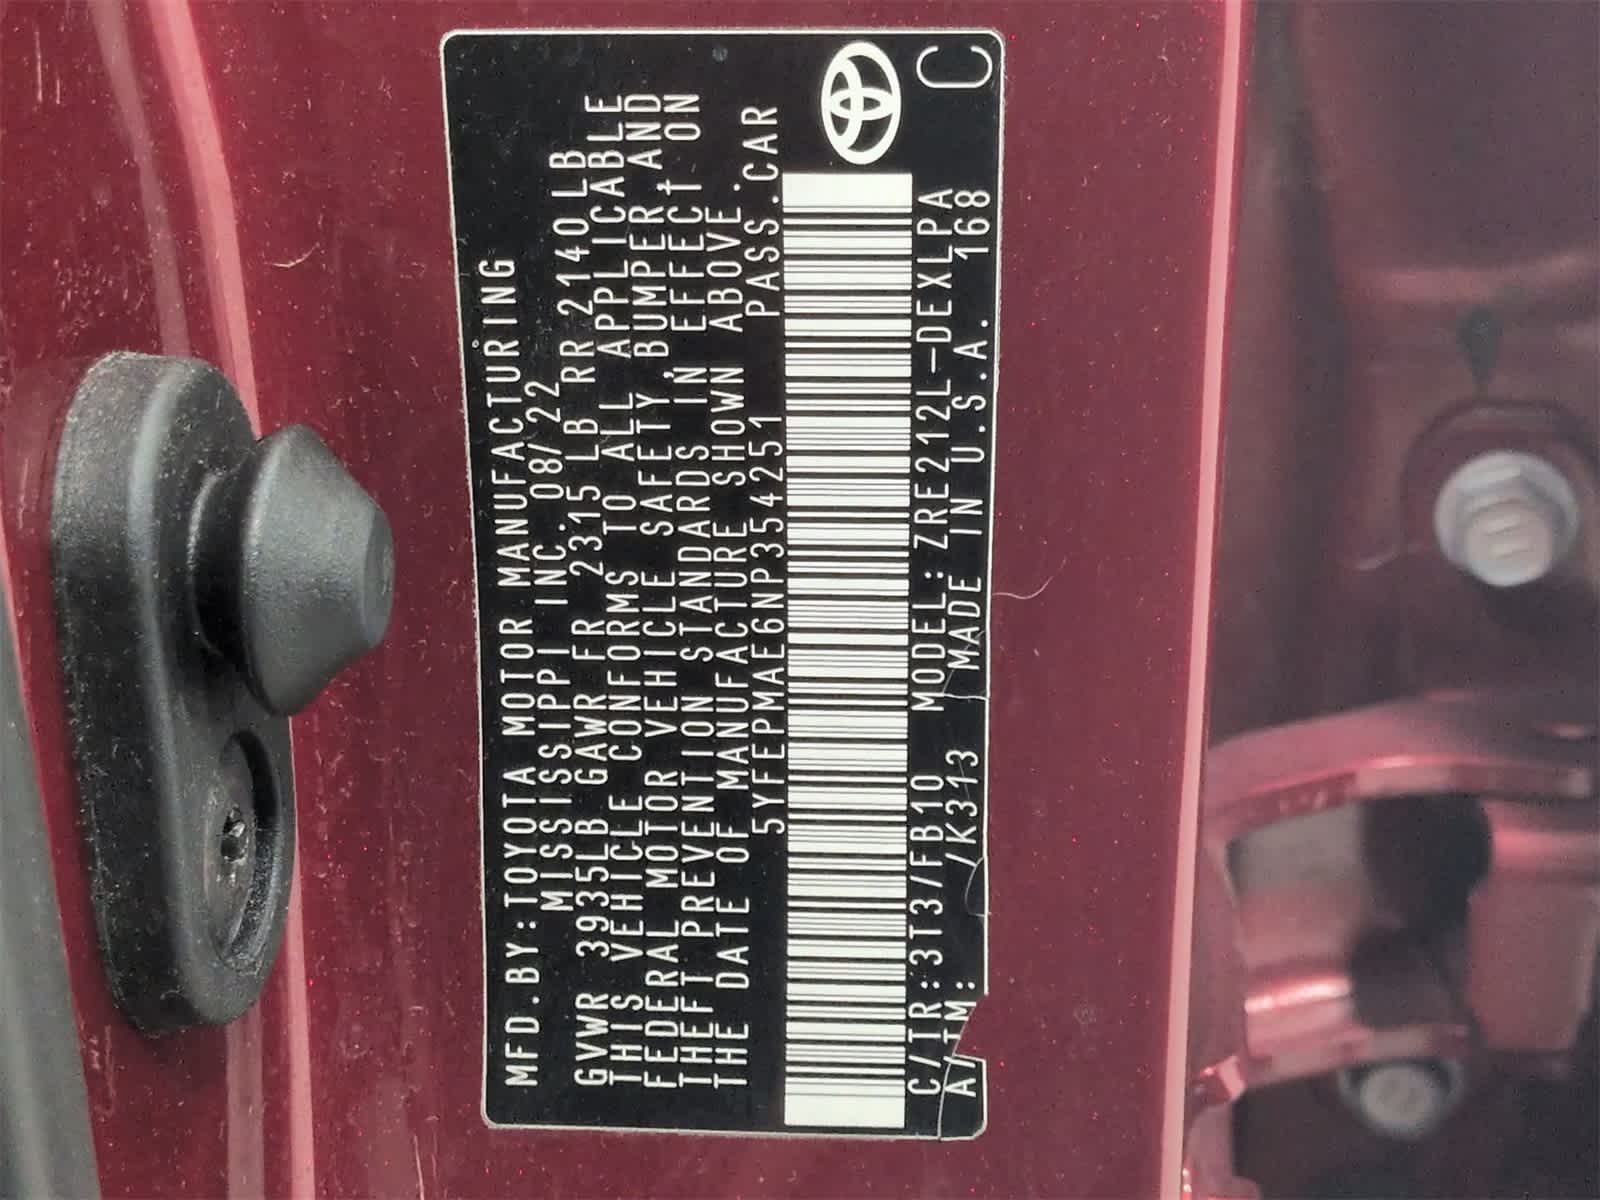 MFD.BY:TOYOTA MOTOR MANUFACTURING
MISSISSIPPI INC. 08/22
GVWR 3935LB GAWR FR 2315 LB RR 2140LB
THIS VEHICLE CONFORMS TO ALL APPLICABLE
FEDERAL MOTOR VEHICLE SAFETY, BUMPER, AND
THEFT PREVENTION STANDARDS IN EFFECT ON
THE DATE OF MANUFACTURE SHOWN ABOVE.
5YFEPMAE6NP354251 PASS.CAR
C/TR:3T3/FB10 MODEL:ZRE212L-DEXLPA
A/TM: /K313 MADE IN U.S.A. 168
C